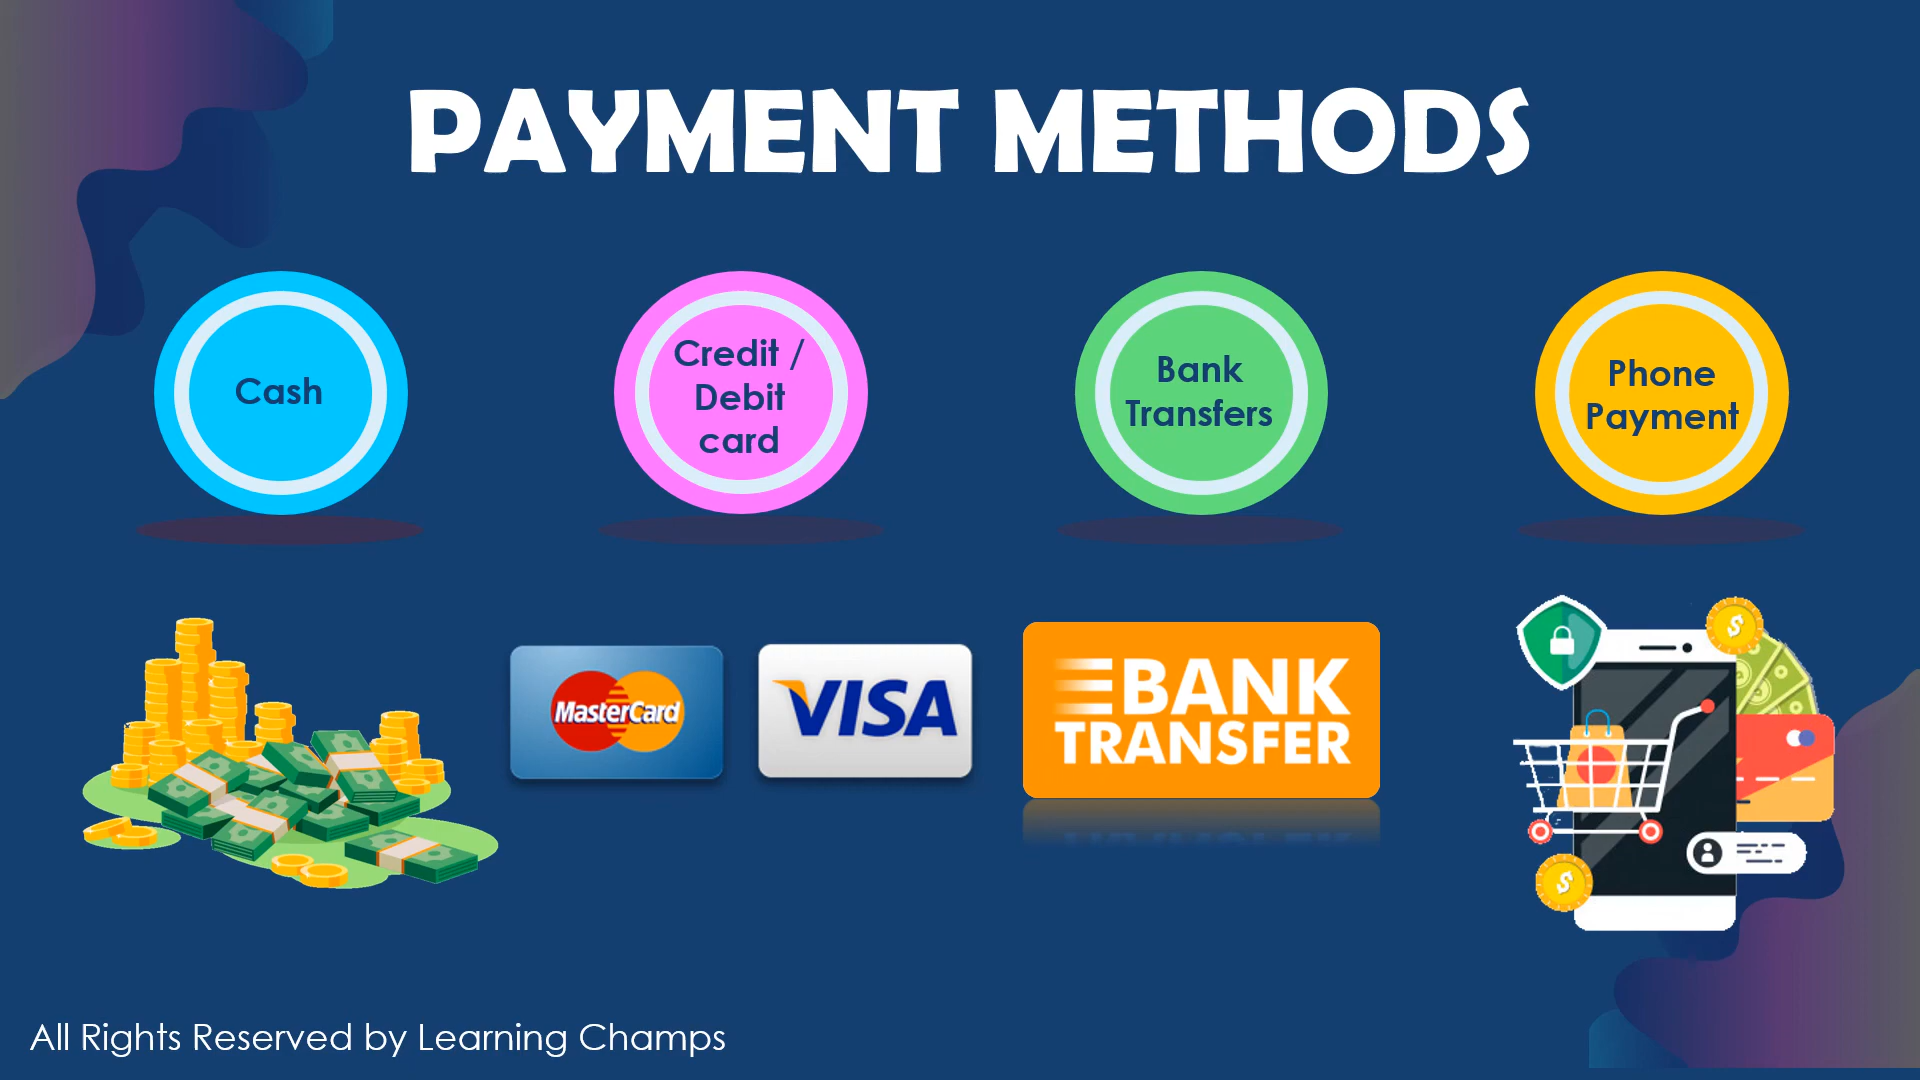 PAYMENT METHODS
Cash
Credit /
Debit
card
Bank
Transfers
Phone
Payment
MasterCard
VISA
BANK
TRANSFER
$
$
All Rights Reserved by Learning Champs